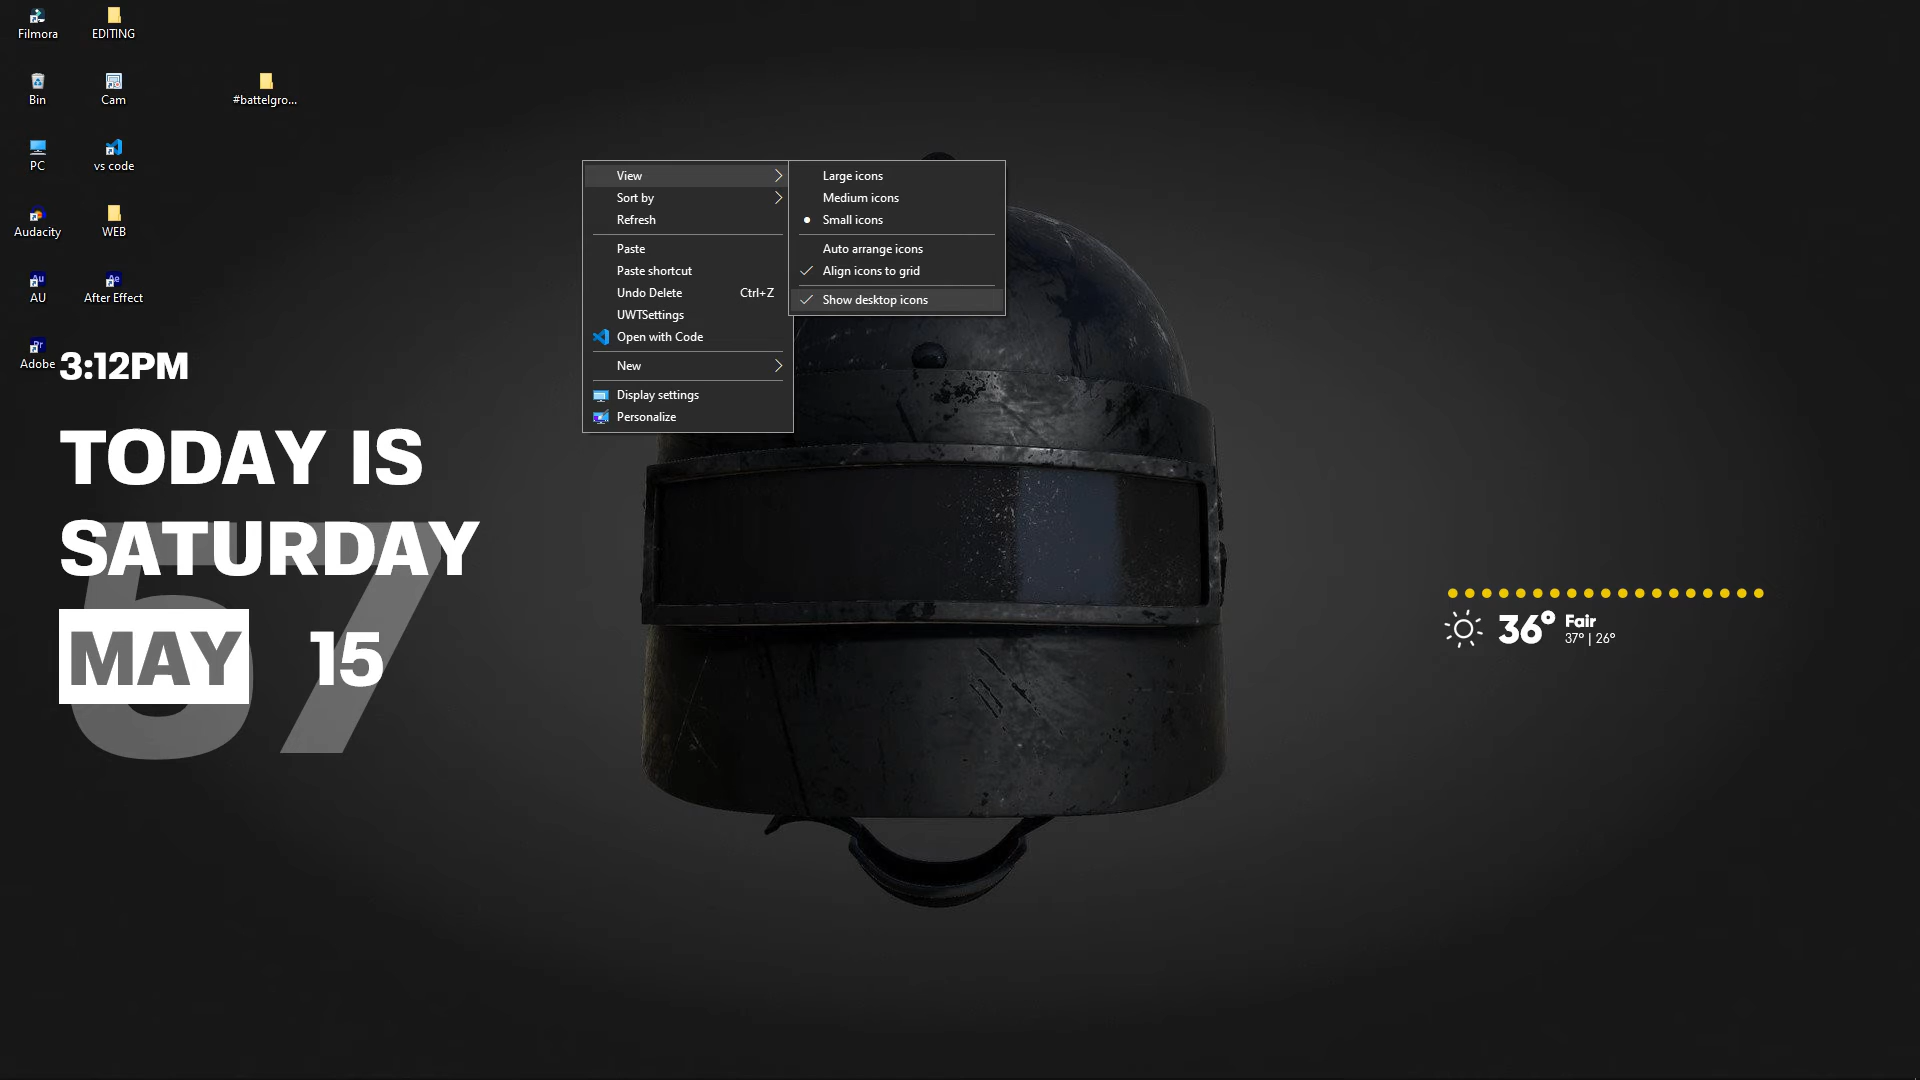 Filmora
EDITING
Bin
Cam
#battelgro...
PC
vs code
Audacity
WEB
AU
After Effect
Adobe
View
Sort by
Refresh
Paste
Paste shortcut
Undo Delete Ctrl+Z
UWTSettings
Open with Code
New
Display settings
Personalize
Large icons
Medium icons
Small icons
Auto arrange icons
Align icons to grid
Show desktop icons
3:12PM
TODAY IS
SATURDAY
MAY 15
57
36° Fair
37° | 26°